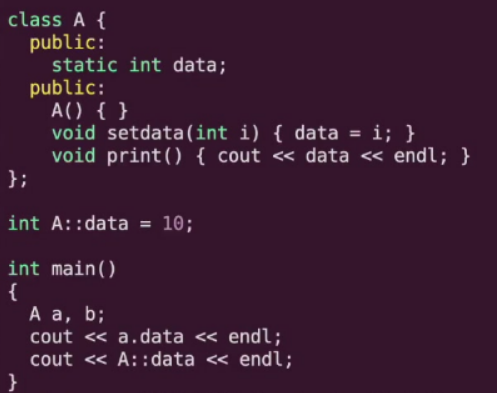 class A {
  public:
    static int data;
  public:
    A() { }
    void setdata(int i) { data = i; }
    void print() { cout << data << endl; }
};

int A::data = 10;

int main()
{
  A a, b;
  cout << a.data << endl;
  cout << A::data << endl;
}